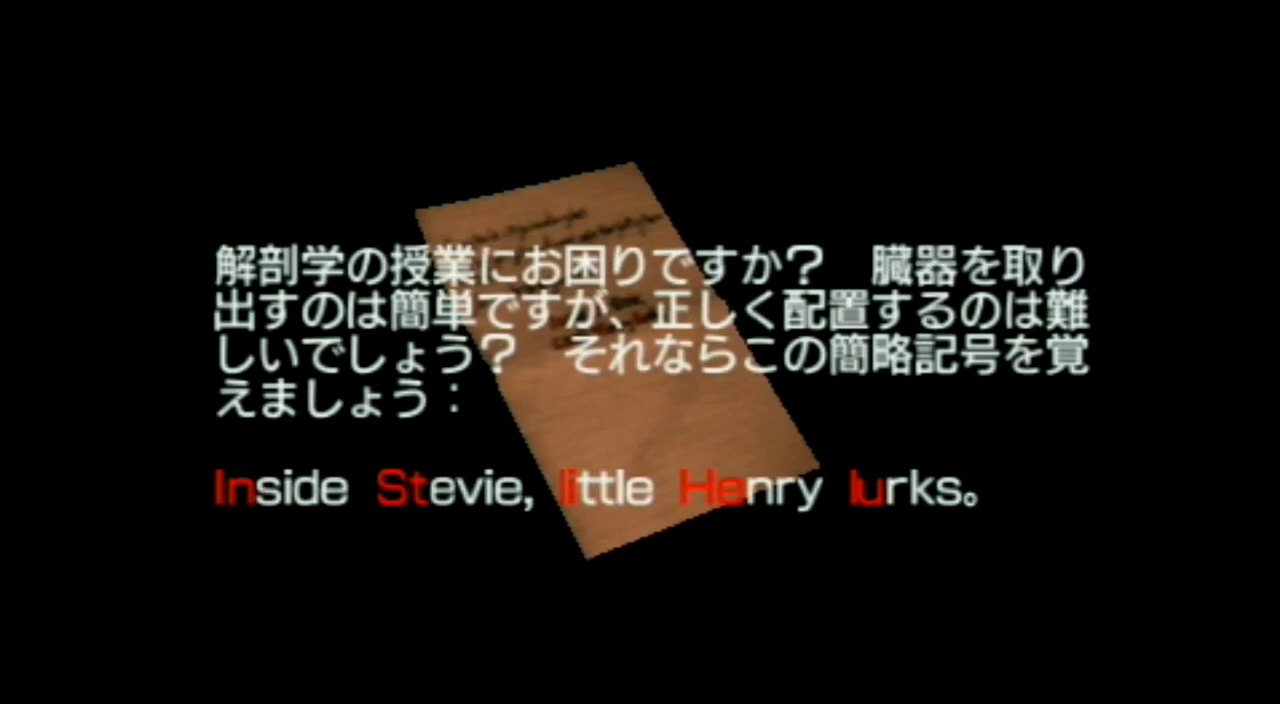 解剖学の授業にお困りですか?　臓器を取り
出すのは簡単ですが、正しく配置するのは難
しいでしょう?　それならこの簡略記号を覚
えましょう:
Inside Stevie, little Henry lurks。